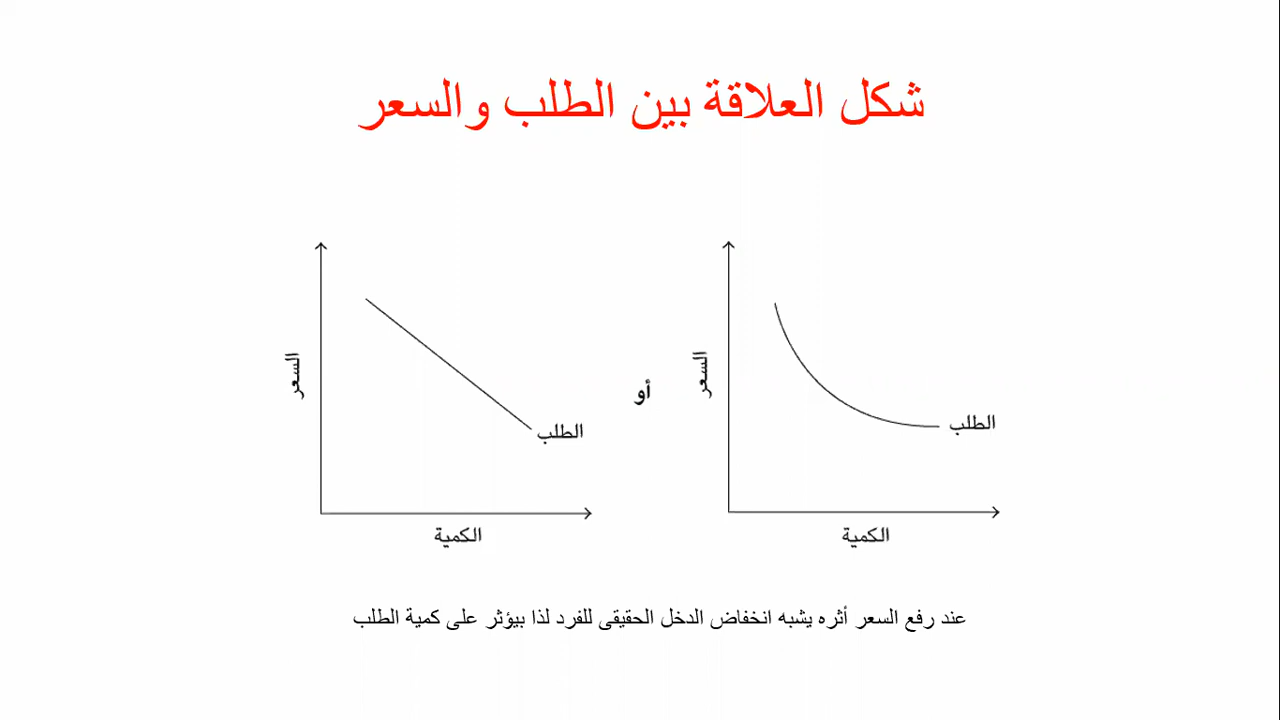 شكل العلاقة بين الطلب والسعر
السعر
الطلب
الكمية
أو
السعر
الطلب
الكمية
عند رفع السعر أثره يشبه انخفاض الدخل الحقيقى للفرد لذا بيؤثر على كمية الطلب